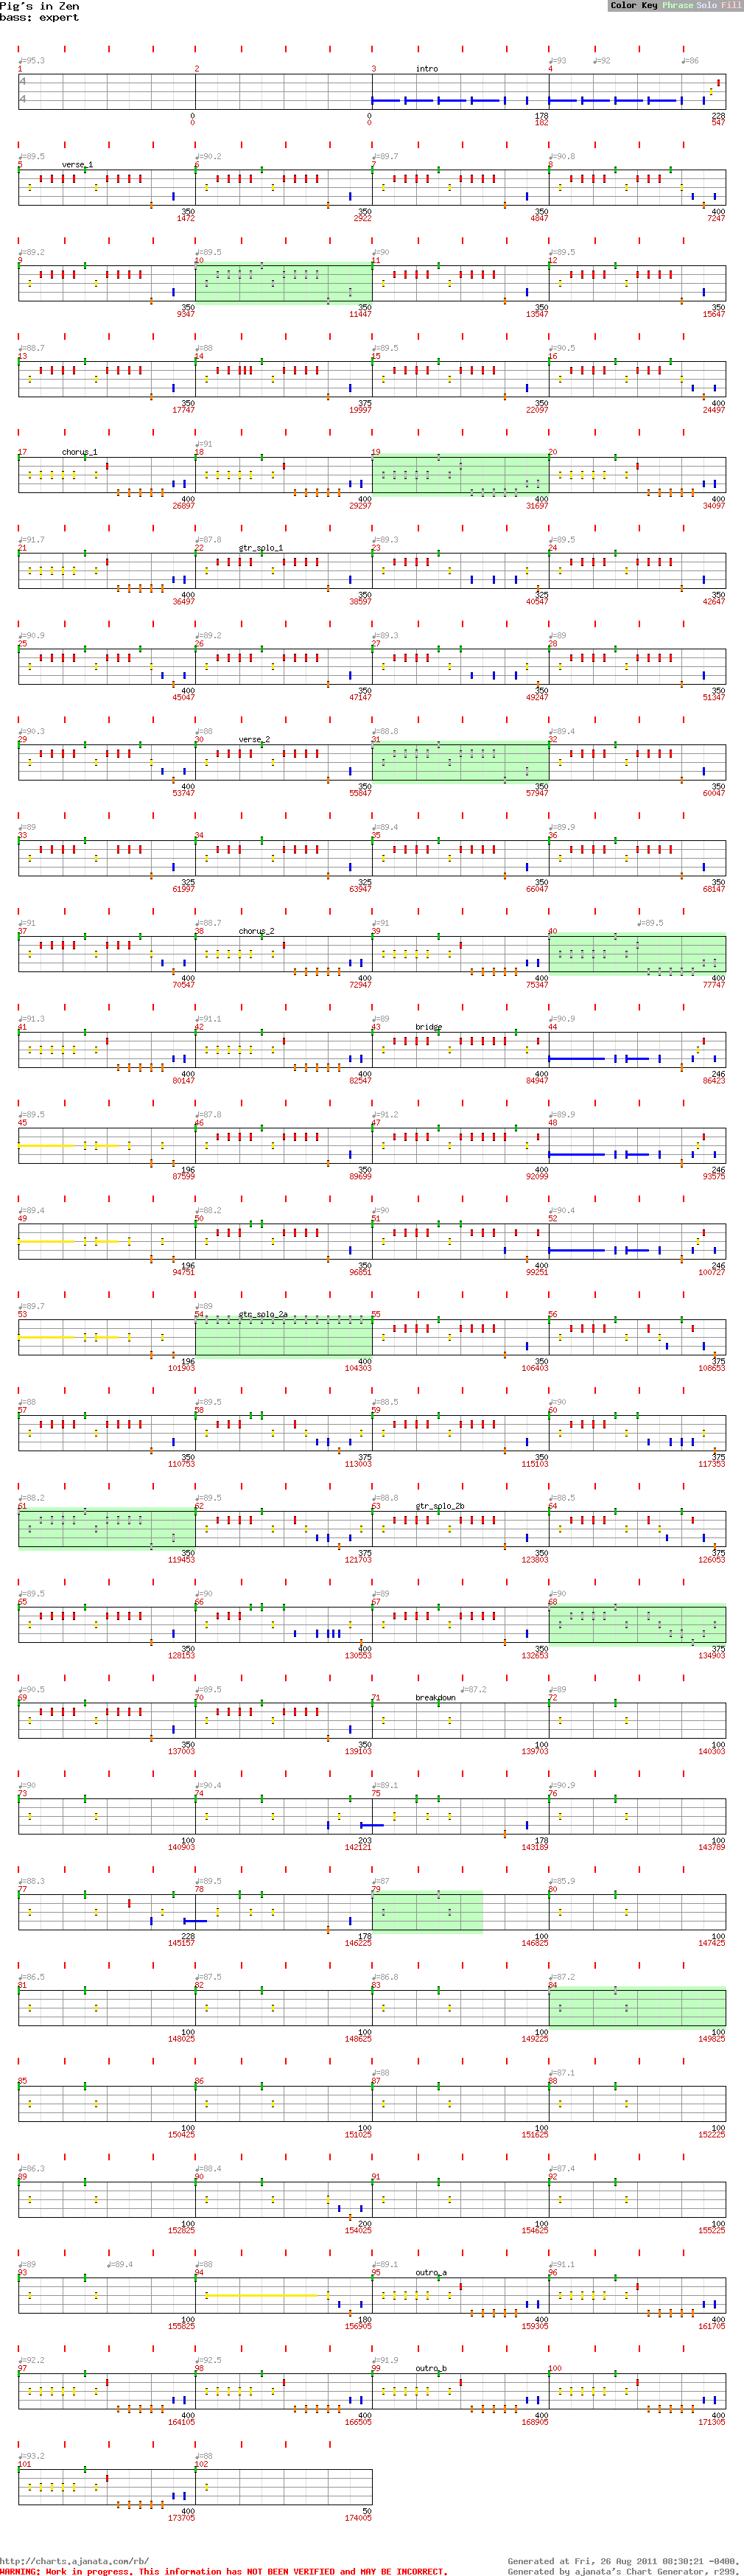 Pig's in Zen
bass: expert
Color Key Phrase Solo Fill
♩=95.3 ♩=93 ♩=92 ♩=86
1 2 3 intro 4
4
4
0 0 178 228
0 182 547
♩=89.5 ♩=90.2 ♩=89.7 ♩=90.8
5 verse_1 6 7 8
350 350 350 400
1472 2922 4847 7247
♩=89.2 ♩=89.5 ♩=90 ♩=89.5
9 10 11 12
350 350 350 350
9347 11447 13547 15647
♩=88.7 ♩=88 ♩=89.5 ♩=90.5
13 14 15 16
350 375 350 400
17747 19997 22097 24497
♩=91
17 chorus_1 18 19 20
400 400 400 400
26897 29297 31697 34097
♩=91.7 ♩=87.8 ♩=89.3 ♩=89.5
21 22 gtr_solo_1 23 24
400 350 325 350
36497 38597 40547 42647
♩=90.9 ♩=89.2 ♩=89.3 ♩=89
25 26 27 28
400 350 350 350
45047 47147 49247 51347
♩=90.3 ♩=88 ♩=88.8 ♩=89.4
29 30 verse_2 31 32
400 350 350 350
53747 55847 57947 60047
♩=89 ♩=89.4 ♩=89.9
33 34 35 36
325 325 350 350
61997 63947 66047 68147
♩=91 ♩=88.7 ♩=91 ♩=89.5
37 38 chorus_2 39 40
400 400 400 400
70547 72947 75347 77747
♩=91.3 ♩=91.1 ♩=89 ♩=90.9
41 42 43 bridge 44
400 400 400 246
80147 82547 84947 86423
♩=89.5 ♩=87.8 ♩=91.2 ♩=89.9
45 46 47 48
196 350 400 246
87599 89699 92099 93575
♩=89.4 ♩=88.2 ♩=90 ♩=90.4
49 50 51 52
196 350 400 246
94751 96851 99251 100727
♩=89.7 ♩=89
53 54 gtr_solo_2a 55 56
196 400 350 375
101903 104303 106403 108653
♩=88 ♩=89.5 ♩=88.5 ♩=90
57 58 59 60
350 375 350 375
110753 113003 115103 117353
♩=88.2 ♩=89.5 ♩=88.8 ♩=88.5
61 62 63 gtr_solo_2b 64
350 375 350 375
119453 121703 123803 126053
♩=89.5 ♩=90 ♩=89 ♩=90
65 66 67 68
350 400 350 375
128153 130553 132653 134903
♩=90.5 ♩=89.5 ♩=87.2 ♩=89
69 70 71 breakdown 72
350 350 100 100
137003 139103 139703 140303
♩=90 ♩=90.4 ♩=89.1 ♩=90.9
73 74 75 76
100 203 178 100
140903 142121 143189 143789
♩=88.3 ♩=89.5 ♩=87 ♩=85.9
77 78 79 80
228 178 100 100
145157 146225 146825 147425
♩=86.5 ♩=87.5 ♩=86.8 ♩=87.2
81 82 83 84
100 100 100 100
148025 148625 149225 149825
♩=88 ♩=87.1
85 86 87 88
100 100 100 100
150425 151025 151625 152225
♩=86.3 ♩=88.4 ♩=87.4
89 90 91 92
100 200 100 100
152825 154025 154625 155225
♩=89 ♩=89.4 ♩=88 ♩=89.1 ♩=91.1
93 94 95 outro_a 96
100 180 400 400
155825 156905 159305 161705
♩=92.2 ♩=92.5 ♩=91.9
97 98 99 outro_b 100
400 400 400 400
164105 166505 168905 171305
♩=93.2 ♩=88
101 102
400 50
173705 174005
http://charts.ajanata.com/rb/ Generated at Fri, 26 Aug 2011 08:30:21 -0400.
WARNING: Work in progress. This information has NOT BEEN VERIFIED and MAY BE INCORRECT. Generated by ajanata's Chart Generator, r299.